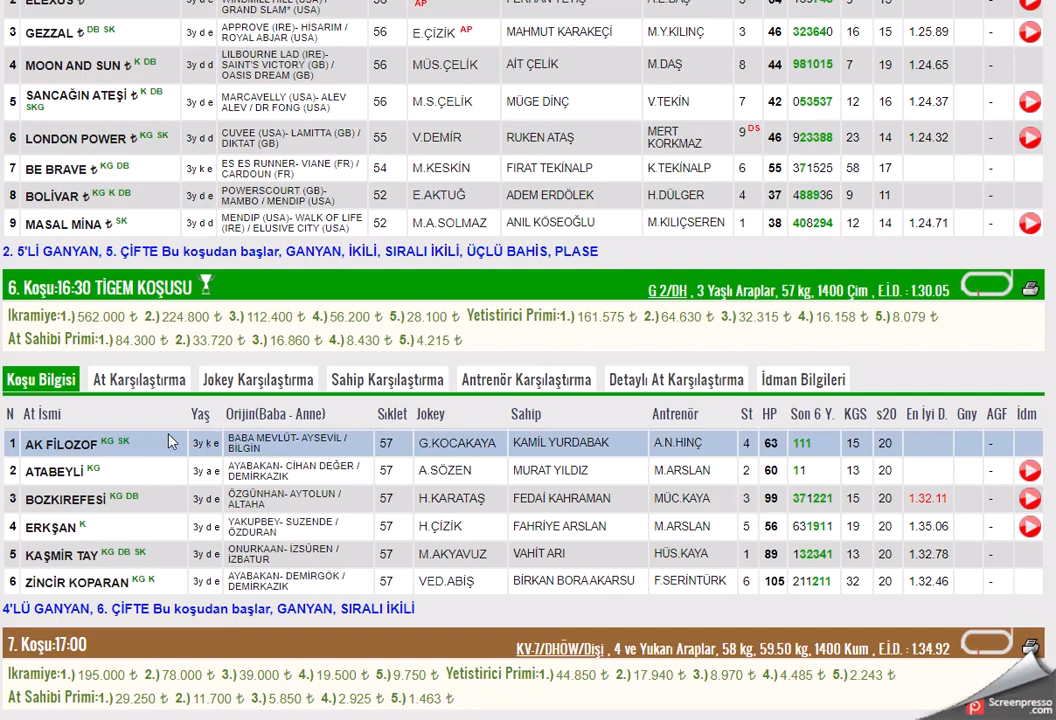 2 ELEXUS ₺ WINDMILL HILL (USA)/ GRAND SLAM* (USA) 56 AP 3 84 1
3 GEZZAL ₺ DB SK 3y d d APPROVE (IRE)- HİSARIM / ROYAL ABJAR (USA) 56 E.ÇİZİK AP MAHMUT KARAKEÇİ M.Y.KILINÇ 3 46 323640 16 15 1.25.89 -
4 MOON AND SUN ₺ K DB 3y d d LILBOURNE LAD (IRE)- SAINT'S VICTORY (GB) / OASIS DREAM (GB) 56 MÜS.ÇELİK AİT ÇELİK M.DAŞ 8 44 981015 7 19 1.24.65 -
5 SANCAĞIN ATEŞİ ₺ K DB SKG 3y d e MARCAVELLY (USA)- ALEV ALEV / DR FONG (USA) 56 M.S.ÇELİK MÜGE DİNÇ V.TEKİN 7 42 053537 12 16 1.24.37 -
6 LONDON POWER ₺ KG SK 3y d d CUVEE (USA)- LAMITTA (GB) / DIKTAT (GB) 55 V.DEMİR RUKEN ATAŞ MERT KORKMAZ 9 DS 46 923388 23 14 1.24.32 -
7 BE BRAVE ₺ KG DB 3y k e ES ES RUNNER- VIANE (FR) / CARDOUN (FR) 54 M.KESKİN FIRAT TEKİNALP K.TEKİNALP 6 55 371525 58 17 -
8 BOLİVAR ₺ KG K DB 3y d e POWERSCOURT (GB)- MAMBO / MENDIP (USA) 52 E.AKTUĞ ADEM ERDÖLEK H.DÜLGER 4 37 488936 9 11 -
9 MASAL MİNA ₺ SK 3y d d MENDIP (USA)- WALK OF LIFE (IRE) / ELUSIVE CITY (USA) 52 M.A.SOLMAZ ANIL KÖSEOĞLU M.KILIÇSEREN 1 38 408294 12 14 1.24.71 -
2. 5'Lİ GANYAN, 5. ÇİFTE Bu koşudan başlar, GANYAN, İKİLİ, SIRALI İKİLİ, ÜÇLÜ BAHİS, PLASE
6. Koşu:16:30 TİGEM KOŞUSU G 2/DH , 3 Yaşlı Araplar, 57 kg, 1400 Çim , E.İ.D. : 1.30.05
Ikramiye:1.) 562.000 ₺ 2.) 224.800 ₺ 3.) 112.400 ₺ 4.) 56.200 ₺ 5.) 28.100 ₺ Yetistirici Primi:1.) 161.575 ₺ 2.) 64.630 ₺ 3.) 32.315 ₺ 4.) 16.158 ₺ 5.) 8.079 ₺
At Sahibi Primi:1.) 84.300 ₺ 2.) 33.720 ₺ 3.) 16.860 ₺ 4.) 8.430 ₺ 5.) 4.215 ₺
Koşu Bilgisi At Karşılaştırma Jokey Karşılaştırma Sahip Karşılaştırma Antrenör Karşılaştırma Detaylı At Karşılaştırma İdman Bilgileri
N At İsmi Yaş Orijin(Baba - Anne) Sıklet Jokey Sahip Antrenör St HP Son 6 Y. KGS s20 En İyi D. Gny AGF İdm
1 AK FİLOZOF KG SK 3y k e BABA MEVLÜT- AYSEVİL / BİLGİN 57 G.KOCAKAYA KAMİL YURDABAK A.N.HINÇ 4 63 111 15 20 -
2 ATABEYLİ KG 3y a e AYABAKAN- CİHAN DEĞER / DEMİRKAZIK 57 A.SÖZEN MURAT YILDIZ M.ARSLAN 2 60 11 13 20 -
3 BOZKIREFESİ KG DB 3y d e ÖZGÜNHAN- AYTOLUN / ALTAHA 57 H.KARATAŞ FEDAİ KAHRAMAN MÜC.KAYA 3 99 371221 15 20 1.32.11 -
4 ERKŞAN K 3y d e YAKUPBEY- SUZENDE / ÖZDURAN 57 H.ÇİZİK FAHRİYE ARSLAN M.ARSLAN 5 56 631911 19 20 1.35.06 -
5 KAŞMİR TAY KG DB SK 3y d e ONURKAAN- İZSÜREN / İZBATUR 57 M.AKYAVUZ VAHİT ARI HÜS.KAYA 1 89 132341 13 20 1.32.78 -
6 ZİNCİR KOPARAN KG K 3y d e AYABAKAN- DEMİRGÖK / DEMİRKAZIK 57 VED.ABİŞ BİRKAN BORA AKARSU F.SERİNTÜRK 6 105 211211 32 20 1.32.46 -
4'LÜ GANYAN, 6. ÇİFTE Bu koşudan başlar, GANYAN, SIRALI İKİLİ
7. Koşu:17:00 KV-7/DHÖW/Dişi , 4 ve Yukarı Araplar, 58 kg, 59.50 kg, 1400 Kum , E.İ.D. : 1.34.92
Ikramiye:1.) 195.000 ₺ 2.) 78.000 ₺ 3.) 39.000 ₺ 4.) 19.500 ₺ 5.) 9.750 ₺ Yetistirici Primi:1.) 44.850 ₺ 2.) 17.940 ₺ 3.) 8.970 ₺ 4.) 4.485 ₺ 5.) 2.243 ₺
At Sahibi Primi:1.) 29.250 ₺ 2.) 11.700 ₺ 3.) 5.850 ₺ 4.) 2.925 ₺ 5.) 1.463 ₺
Screenpresso
.com